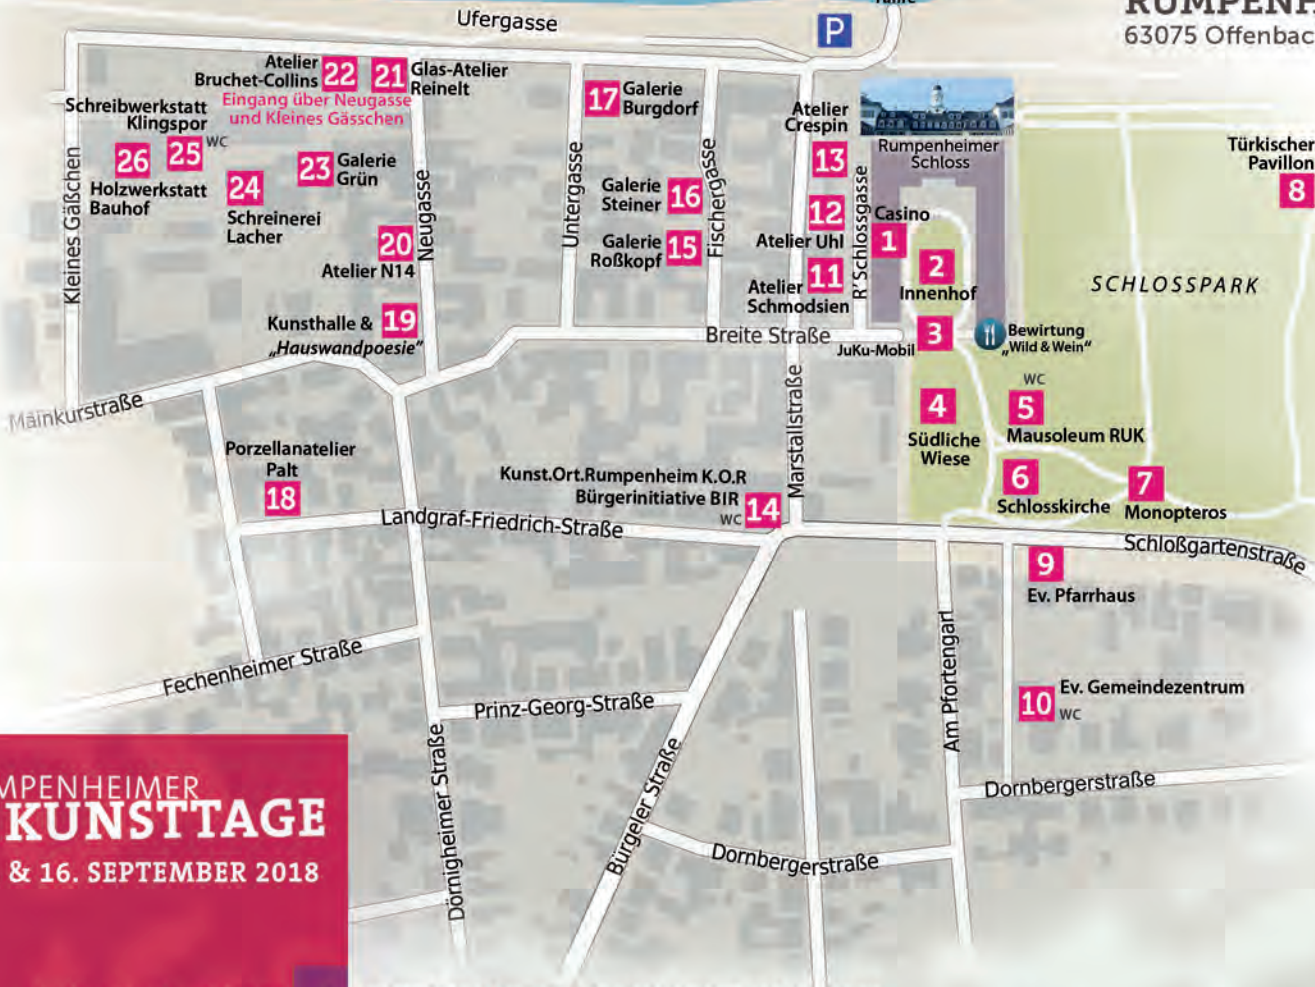 Ufergasse
P
RUMPENH
63075 Offenbac
Atelier
Bruchet-Collins
22
21
Glas-Atelier
Reinelt
Eingang über Neugasse
und Kleines Gässchen
Schreibwerkstatt
Klingspor
WC
26
25
Holzwerkstatt
Bauhof
24
Schreinerei
Lacher
23
Galerie
Grün
20
Atelier N14
Kunsthalle &
19
„Hauswandpoesie“
Kleines Gäßchen
Neugasse
Untergasse
Fischergasse
17
Galerie
Burgdorf
Galerie
Steiner
16
Galerie
Roßkopf
15
Atelier
Crespin
13
12
Atelier Uhl
Atelier
Schmodsien
11
R'Schlossgasse
Rumpenheimer
Schloss
Casino
1
2
Innenhof
3
JuKu-Mobil
Bewirtung
„Wild & Wein“
Türkischer
Pavillon
8
SCHLOSSPARK
Breite Straße
Mainkurstraße
Marstallstraße
WC
4
Südliche
Wiese
5
Mausoleum RUK
6
Schlosskirche
7
Monopteros
Porzellanatelier
Palt
18
Kunst.Ort.Rumpenheim K.O.R
Bürgerinitiative BIR
WC
14
Landgraf-Friedrich-Straße
Schloßgartenstraße
9
Ev. Pfarrhaus
10
Ev. Gemeindezentrum
WC
Fechenheimer Straße
Prinz-Georg-Straße
Dörnigheimer Straße
Bürgeler Straße
Am Pfortengart
Dornbergerstraße
Dornbergerstraße
MPENHEIMER
KUNSTTAGE
& 16. SEPTEMBER 2018